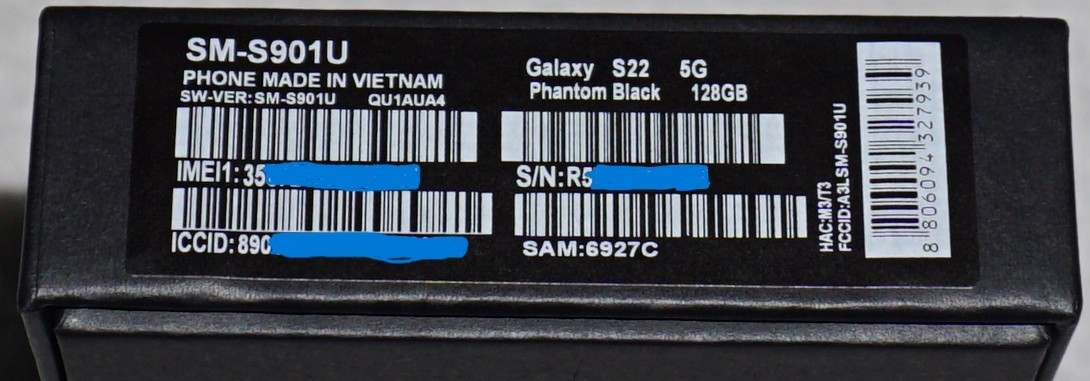 SM-S901U
PHONE MADE IN VIETNAM
SW-VER:SM-S901U QU1AUA4
IMEI1:35
ICCID:890
Galaxy S22 5G
Phantom Black 128GB
S/N:R5
SAM:6927C
HAC:M3/T3
FCCID:A3LSM-S901U
8 806094 327939